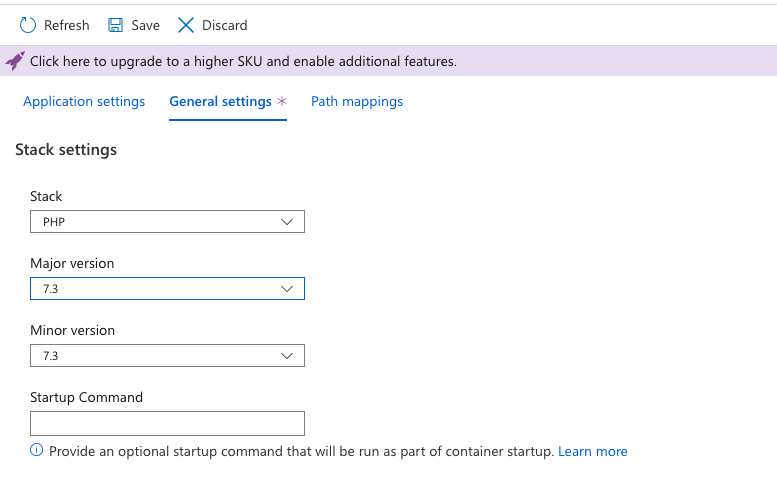 Refresh Save Discard
Click here to upgrade to a higher SKU and enable additional features.
Application settings General settings * Path mappings
Stack settings
Stack
PHP
Major version
7.3
Minor version
7.3
Startup Command
Provide an optional startup command that will be run as part of container startup. Learn more